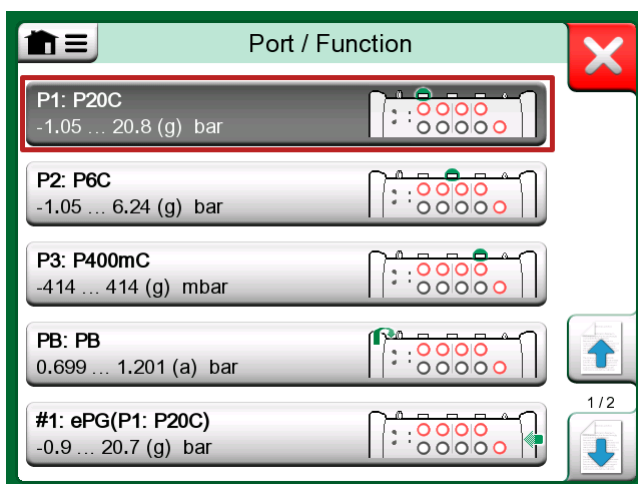 Port / Function
P1: P20C
-1.05 ... 20.8 (g) bar
P2: P6C
-1.05 ... 6.24 (g) bar
P3: P400mC
-414 ... 414 (g) mbar
PB: PB
0.699 ... 1.201 (a) bar
1 / 2
#1: ePG(P1: P20C)
-0.9 ... 20.7 (g) bar